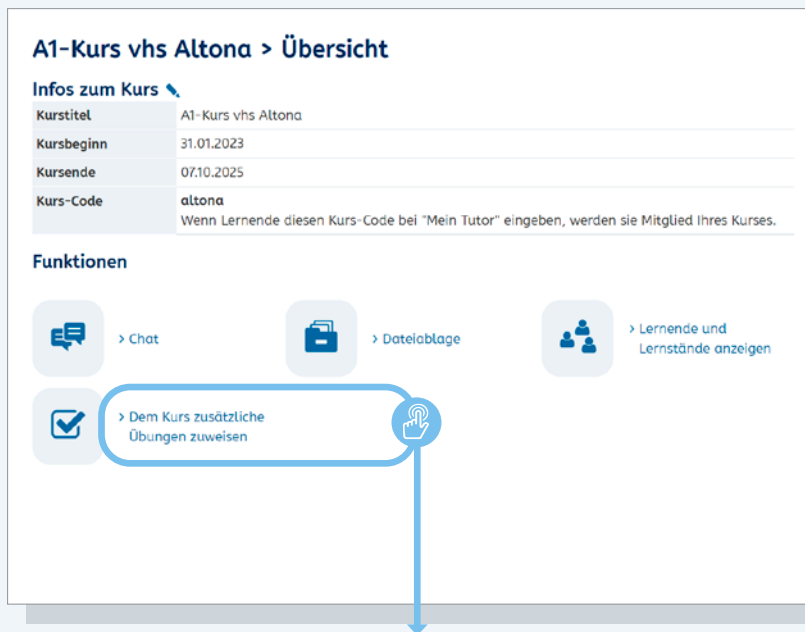 A1-Kurs vhs Altona > Übersicht
Infos zum Kurs
Kurstitel A1-Kurs vhs Altona
Kursbeginn 31.01.2023
Kursende 07.10.2025
Kurs-Code altona
Wenn Lernende diesen Kurs-Code bei "Mein Tutor" eingeben, werden sie Mitglied Ihres Kurses.
Funktionen
> Chat
> Dateiablage
> Lernende und
Lernstände anzeigen
> Dem Kurs zusätzliche
Übungen zuweisen